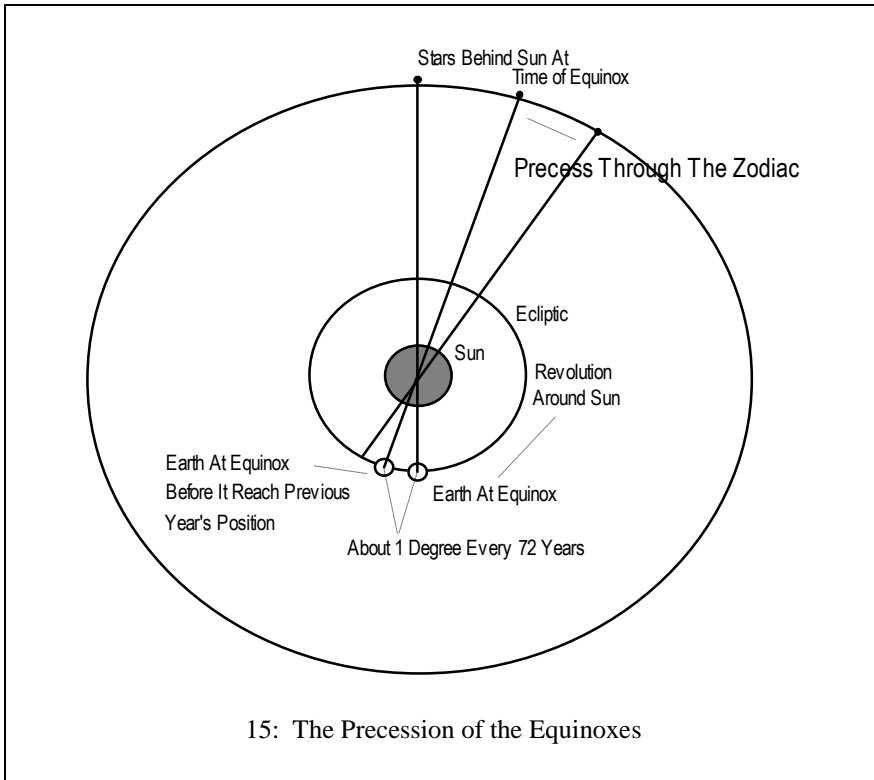 Stars Behind Sun At
Time of Equinox
Precess Through The Zodiac
Ecliptic
Sun
Revolution
Around Sun
Earth At Equinox
Before It Reach Previous
Year's Position
Earth At Equinox
About 1 Degree Every 72 Years
15: The Precession of the Equinoxes